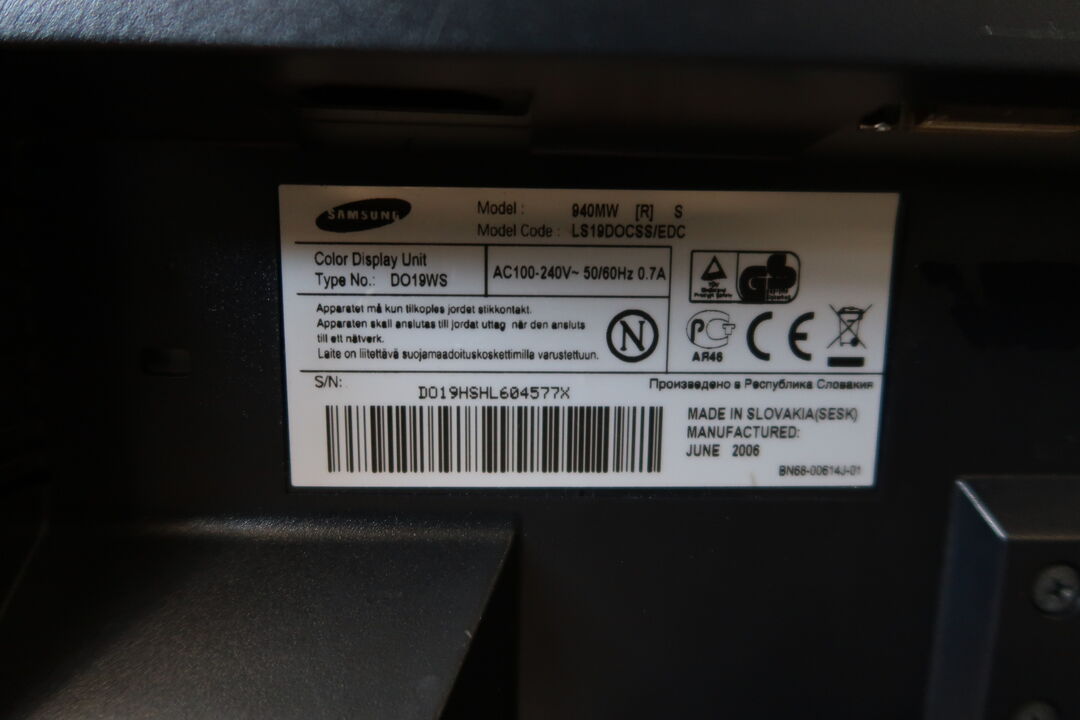 SAMSUNG
Model : 940MW [R] S
Model Code : LS19DOCSS/EDC
Color Display Unit
Type No.: DO19WS
AC100-240V~ 50/60Hz 0.7A
Apparatet må kun tilkoples jordet stikkontakt.
Apparaten skall anslutas till jordat uttag när den ansluts
till ett nätverk.
Laite on liitettävä suojamaadoituskoskettimilla varustettuun.
N
АЯ46
CE
S/N:
DO19HSHL604577X
Произведено в Республика Словакия
MADE IN SLOVAKIA(SESK)
MANUFACTURED:
JUNE 2006
BN68-00614J-01